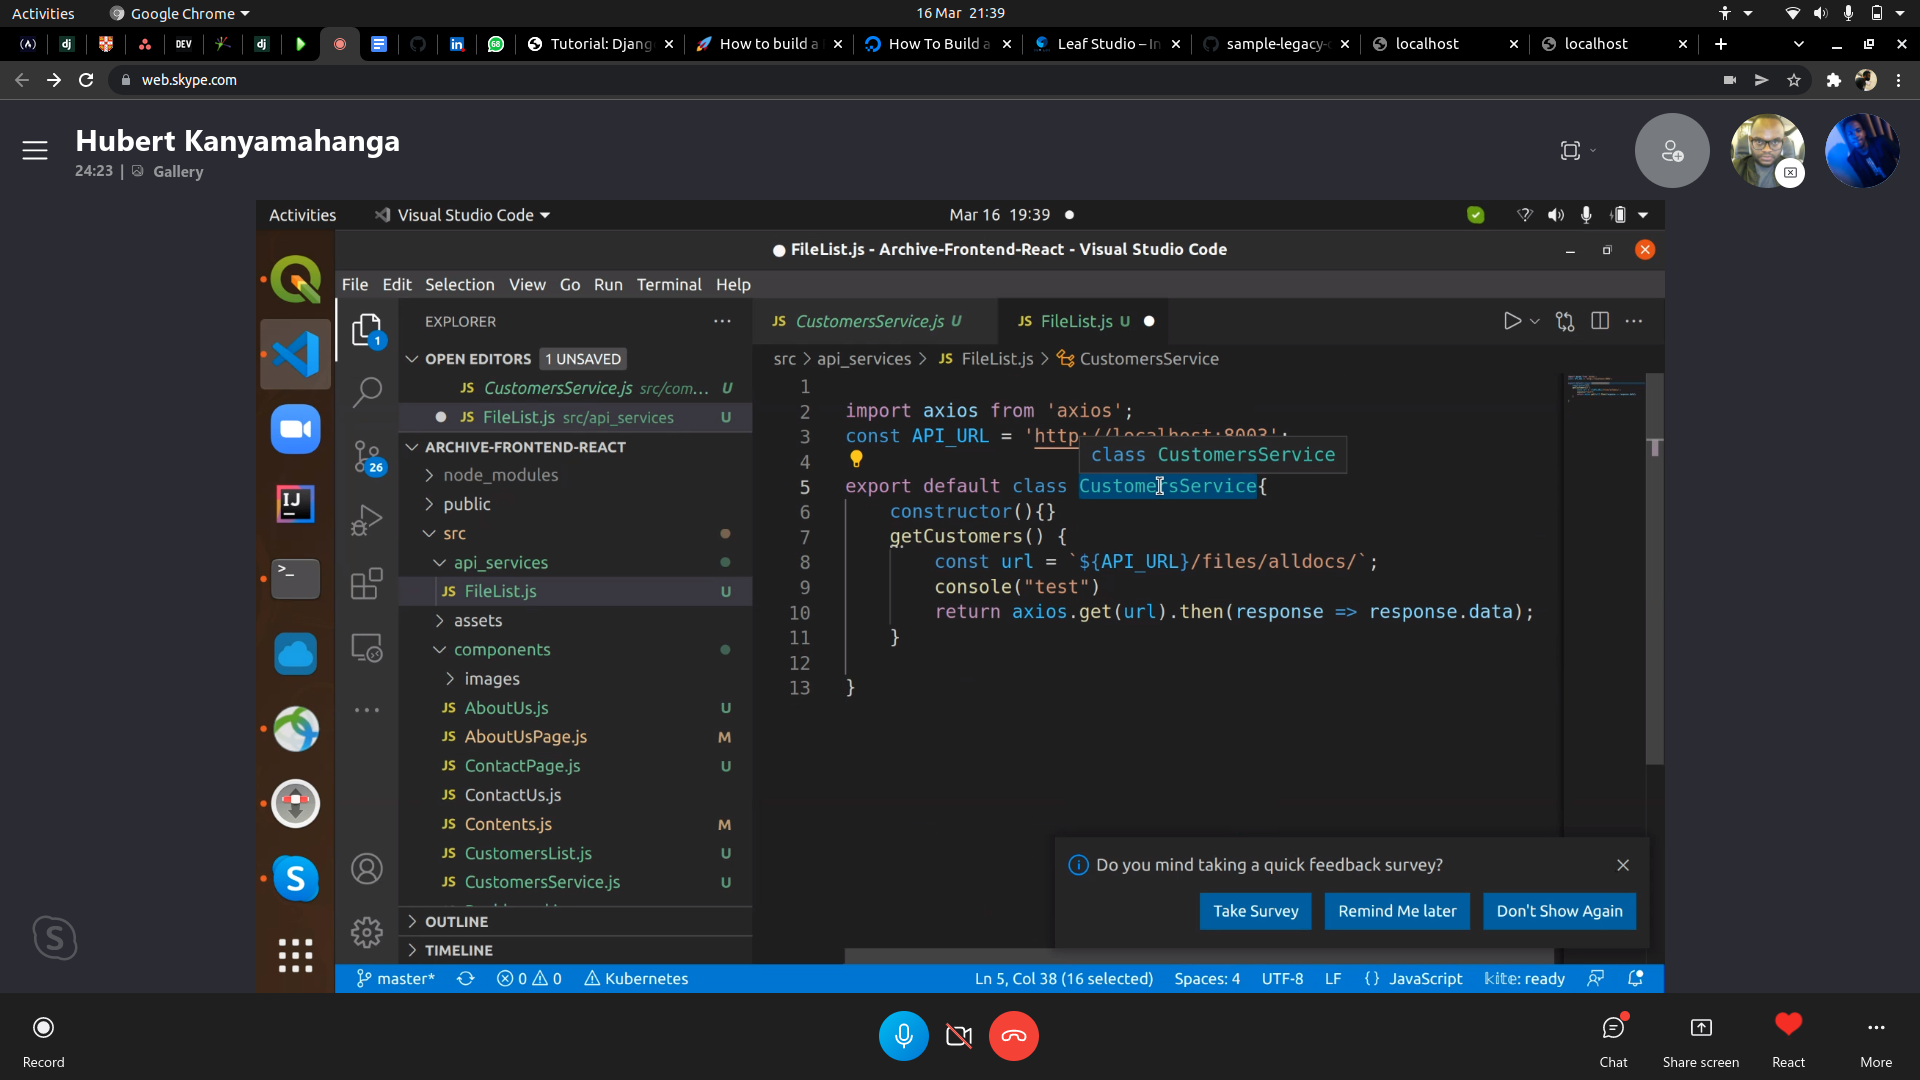 Activities
Google Chrome
16 Mar 21:39
DEV
Tutorial: Djang
How to build a
How To Build a
Leaf Studio – In
sample-legacy-
localhost
localhost
web.skype.com
Hubert Kanyamahanga
24:23 | Gallery
Activities
Visual Studio Code
Mar 16 19:39
FileList.js - Archive-Frontend-React - Visual Studio Code
File Edit Selection View Go Run Terminal Help
EXPLORER
JS CustomersService.js U
JS FileList.js U
OPEN EDITORS 1 UNSAVED
JS CustomersService.js src/com... U
JS FileList.js src/api_services U
ARCHIVE-FRONTEND-REACT
node_modules
public
src
api_services
JS FileList.js U
assets
components
images
JS AboutUs.js U
JS AboutUsPage.js M
JS ContactPage.js U
JS ContactUs.js
JS Contents.js M
JS CustomersList.js U
JS CustomersService.js U
OUTLINE
TIMELINE
1
26
src > api_services > JS FileList.js > CustomersService
1
2 import axios from 'axios';
3 const API_URL = 'http://localhost:8003';
class CustomersService
4
5 export default class CustomersService{
6 constructor(){}
7 getCustomers() {
8 const url = `${API_URL}/files/alldocs/`;
9 console("test")
10 return axios.get(url).then(response => response.data);
11 }
12
13 }
Do you mind taking a quick feedback survey?
Take Survey
Remind Me later
Don't Show Again
master*
0 0
Kubernetes
Ln 5, Col 38 (16 selected)
Spaces: 4
UTF-8
LF
{} JavaScript
kite: ready
Record
Chat
Share screen
React
More